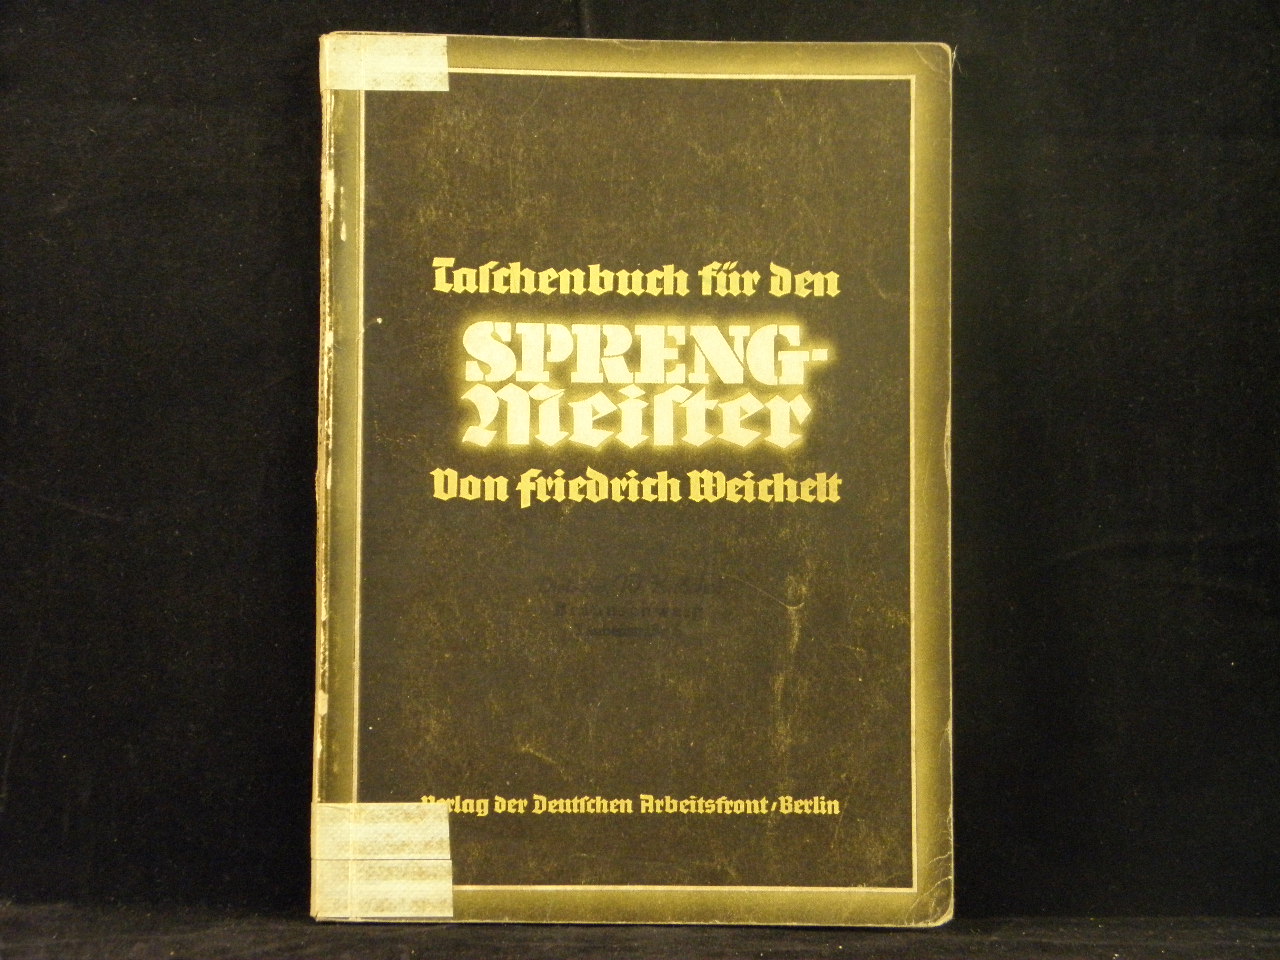 Taschenbuch für den
SPRENG-
Meister
Von Friedrich Weichelt
Verlag der Deutschen Arbeitsfront, Berlin